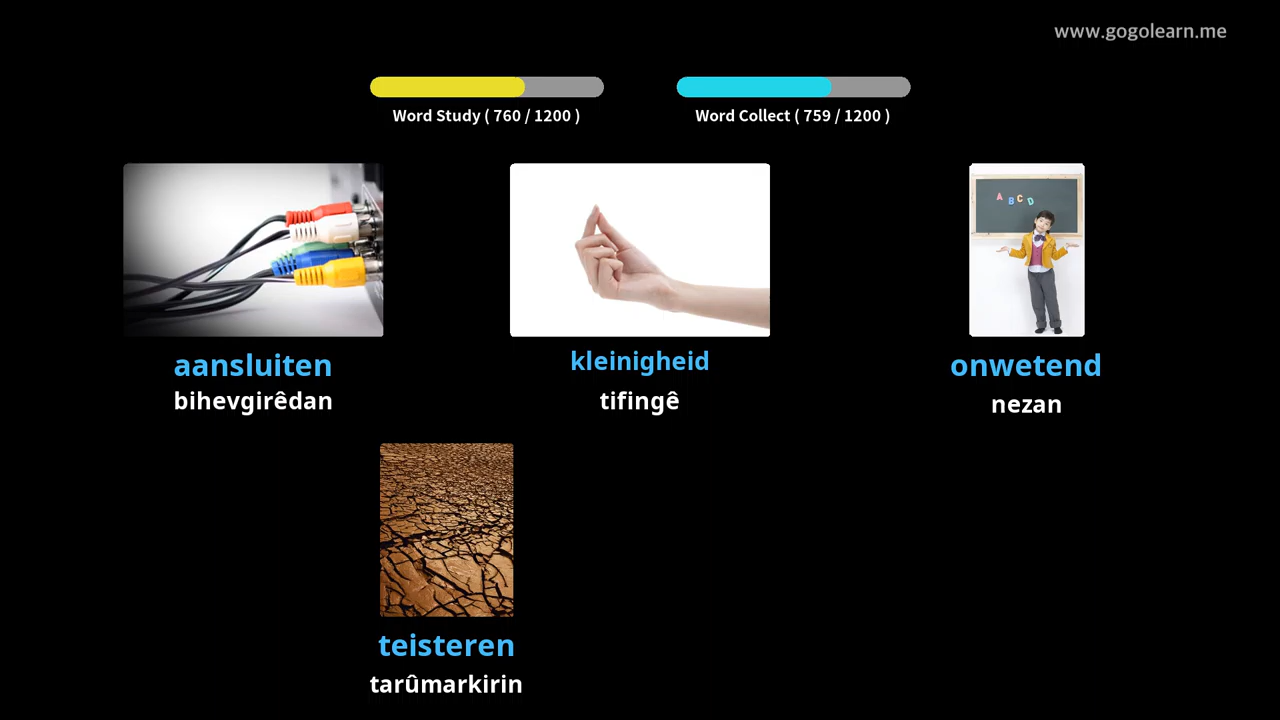 www.gogolearn.me
Word Study ( 760 / 1200 )
Word Collect ( 759 / 1200 )
A B C D
aansluiten
bihevgirêdan
kleinigheid
tifingê
onwetend
nezan
teisteren
tarûmarkirin